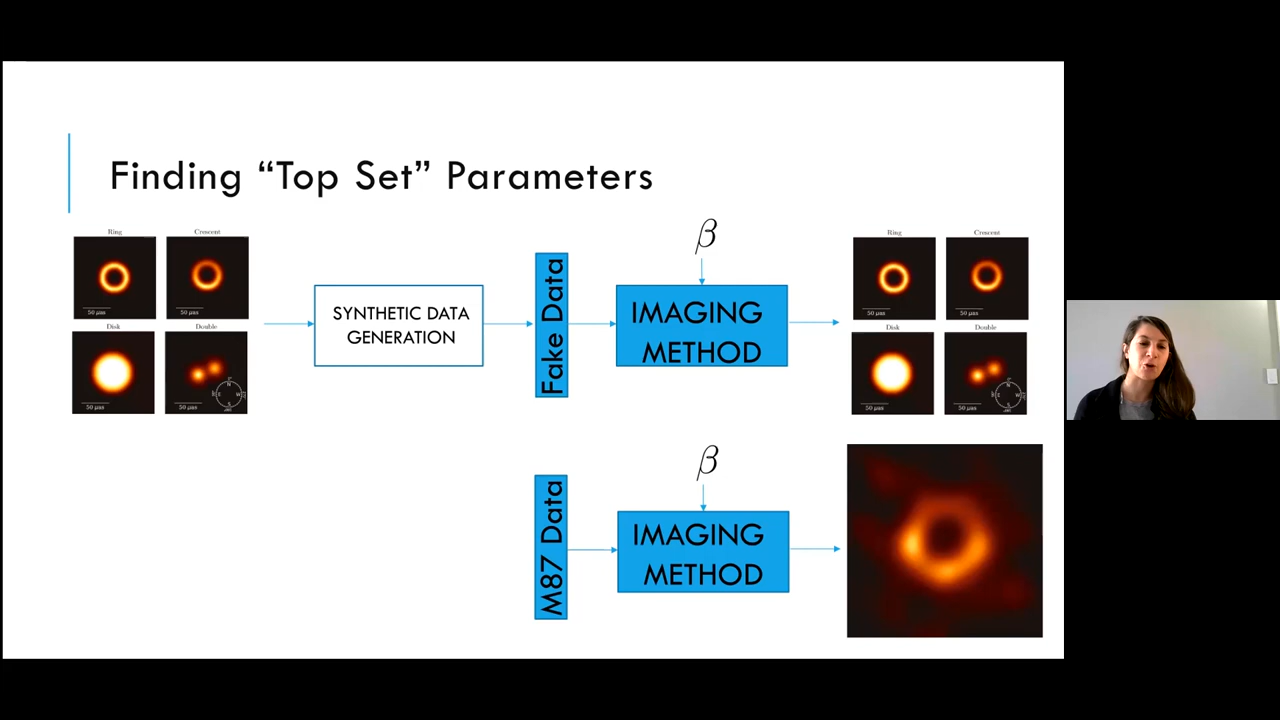 Finding “Top Set” Parameters
Ring
Crescent
50 μas
50 μas
Disk
Double
50 μas
50 μas
SYNTHETIC DATA
GENERATION
Fake Data
β
IMAGING
METHOD
Ring
Crescent
50 μas
50 μas
Disk
Double
50 μas
50 μas
M87 Data
β
IMAGING
METHOD